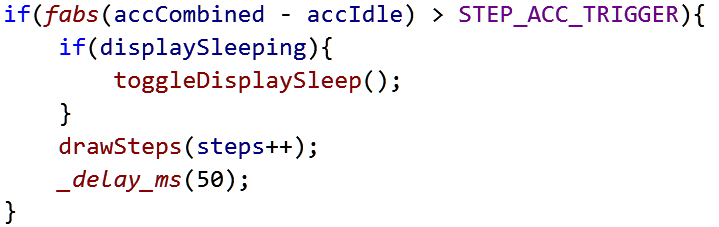 if(fabs(accCombined - accIdle) > STEP_ACC_TRIGGER){
    if(displaySleeping){
        toggleDisplaySleep();
    }
    drawSteps(steps++);
    _delay_ms(50);
}